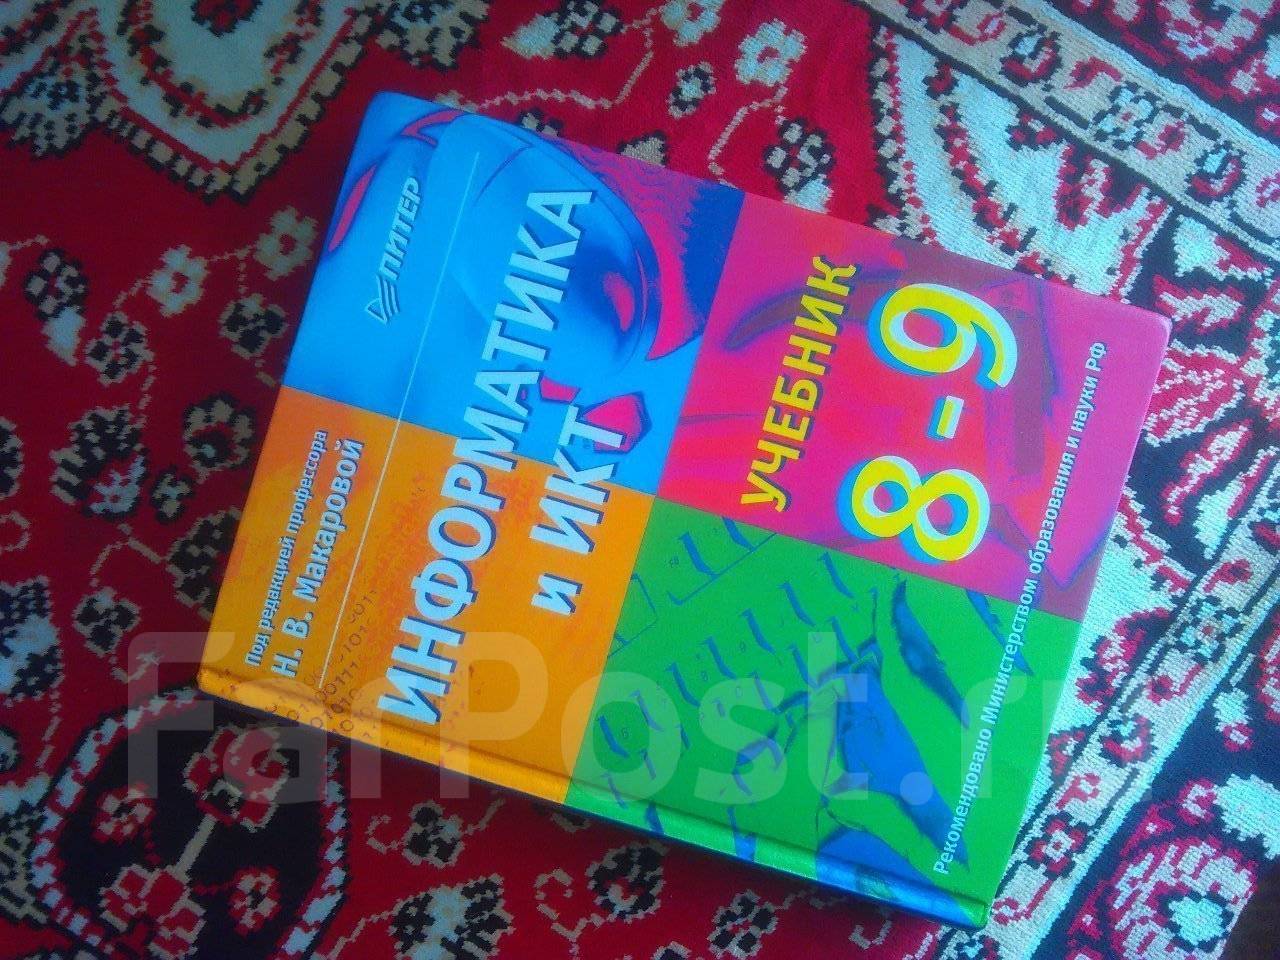 Под редакцией профессора
Н. В. Макаровой
ПИТЕР
ИНФОРМАТИКА
и ИКТ
УЧЕБНИК
8-9
Рекомендовано Министерством образования и науки РФ
FarPost.ru